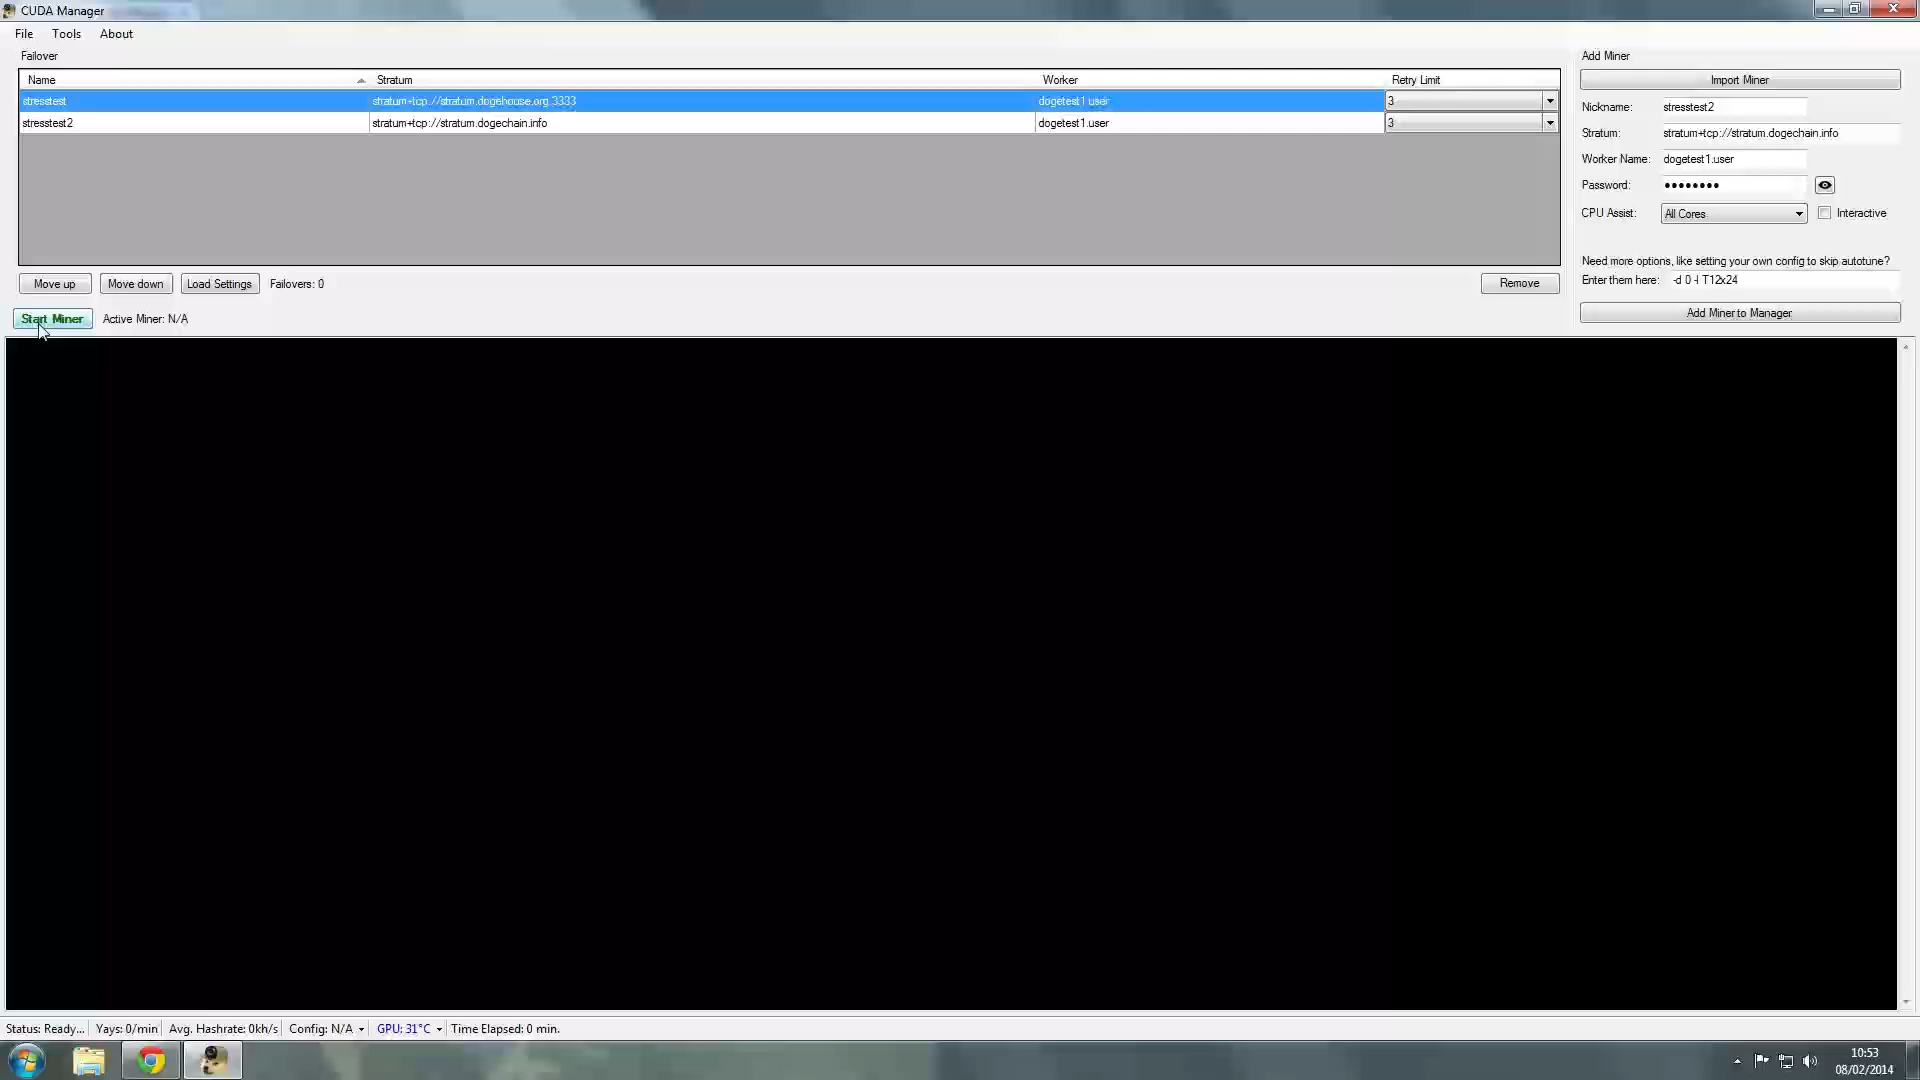 CUDA Manager
File Tools About
Failover
Name Stratum Worker Retry Limit
stresstest stratum+tcp://stratum.dogehouse.org:3333 dogetest1.user 3
stresstest2 stratum+tcp://stratum.dogechain.info dogetest1.user 3
Move up Move down Load Settings Failovers: 0 Remove
Start Miner Active Miner: N/A
Add Miner
Import Miner
Nickname: stresstest2
Stratum: stratum+tcp://stratum.dogechain.info
Worker Name: dogetest1.user
Password: ••••••••
CPU Assist: All Cores Interactive
Need more options, like setting your own config to skip autotune?
Enter them here: -d 0 -l T12x24
Add Miner to Manager
Status: Ready... Yays: 0/min Avg. Hashrate: 0kh/s Config: N/A GPU: 31°C Time Elapsed: 0 min.
10:53
08/02/2014